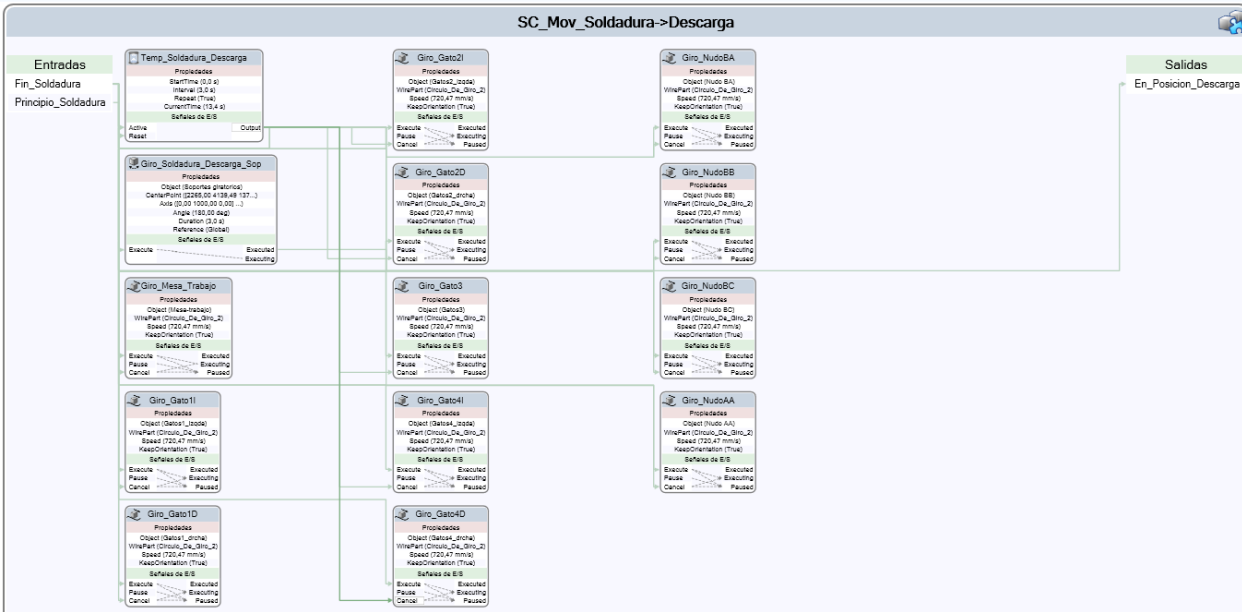 SC_Mov_Soldadura->Descarga
Entradas
Fin_Soldadura
Principio_Soldadura
Salidas
En_Posicion_Descarga
Temp_Soldadura_Descarga
Propiedades
StartTime (0,0 s)
Interval (3,0 s)
Repeat (True)
CurrentTime (13,4 s)
Señales de E/S
Active Output
Reset
Giro_Soldadura_Descarga_Sop
Propiedades
Object (Soportes giratorios)
CenterPoint ([2265,00 4139,49 137...)
Axis ([0,00 1000,00 0,00] ...)
Angle (180,00 deg)
Duration (3,0 s)
Reference (Global)
Señales de E/S
Execute Executed
Executing
Giro_Mesa_Trabajo
Propiedades
Object (Mesa-trabajo)
WirePart (Circulo_De_Giro_2)
Speed (720,47 mm/s)
KeepOrientation (True)
Señales de E/S
Execute Executed
Pause Executing
Cancel Paused
Giro_Gato1I
Propiedades
Object (Gatos1_izqda)
WirePart (Circulo_De_Giro_2)
Speed (720,47 mm/s)
KeepOrientation (True)
Señales de E/S
Execute Executed
Pause Executing
Cancel Paused
Giro_Gato1D
Propiedades
Object (Gatos1_drcha)
WirePart (Circulo_De_Giro_2)
Speed (720,47 mm/s)
KeepOrientation (True)
Señales de E/S
Execute Executed
Pause Executing
Cancel Paused
Giro_Gato2I
Propiedades
Object (Gatos2_izqda)
WirePart (Circulo_De_Giro_2)
Speed (720,47 mm/s)
KeepOrientation (True)
Señales de E/S
Execute Executed
Pause Executing
Cancel Paused
Giro_Gato2D
Propiedades
Object (Gatos2_drcha)
WirePart (Circulo_De_Giro_2)
Speed (720,47 mm/s)
KeepOrientation (True)
Señales de E/S
Execute Executed
Pause Executing
Cancel Paused
Giro_Gato3
Propiedades
Object (Gatos3)
WirePart (Circulo_De_Giro_2)
Speed (720,47 mm/s)
KeepOrientation (True)
Señales de E/S
Execute Executed
Pause Executing
Cancel Paused
Giro_Gato4I
Propiedades
Object (Gatos4_izqda)
WirePart (Circulo_De_Giro_2)
Speed (720,47 mm/s)
KeepOrientation (True)
Señales de E/S
Execute Executed
Pause Executing
Cancel Paused
Giro_Gato4D
Propiedades
Object (Gatos4_drcha)
WirePart (Circulo_De_Giro_2)
Speed (720,47 mm/s)
KeepOrientation (True)
Señales de E/S
Execute Executed
Pause Executing
Cancel Paused
Giro_NudoBA
Propiedades
Object (Nudo BA)
WirePart (Circulo_De_Giro_2)
Speed (720,47 mm/s)
KeepOrientation (True)
Señales de E/S
Execute Executed
Pause Executing
Cancel Paused
Giro_NudoBB
Propiedades
Object (Nudo BB)
WirePart (Circulo_De_Giro_2)
Speed (720,47 mm/s)
KeepOrientation (True)
Señales de E/S
Execute Executed
Pause Executing
Cancel Paused
Giro_NudoBC
Propiedades
Object (Nudo BC)
WirePart (Circulo_De_Giro_2)
Speed (720,47 mm/s)
KeepOrientation (True)
Señales de E/S
Execute Executed
Pause Executing
Cancel Paused
Giro_NudoAA
Propiedades
Object (Nudo AA)
WirePart (Circulo_De_Giro_2)
Speed (720,47 mm/s)
KeepOrientation (True)
Señales de E/S
Execute Executed
Pause Executing
Cancel Paused